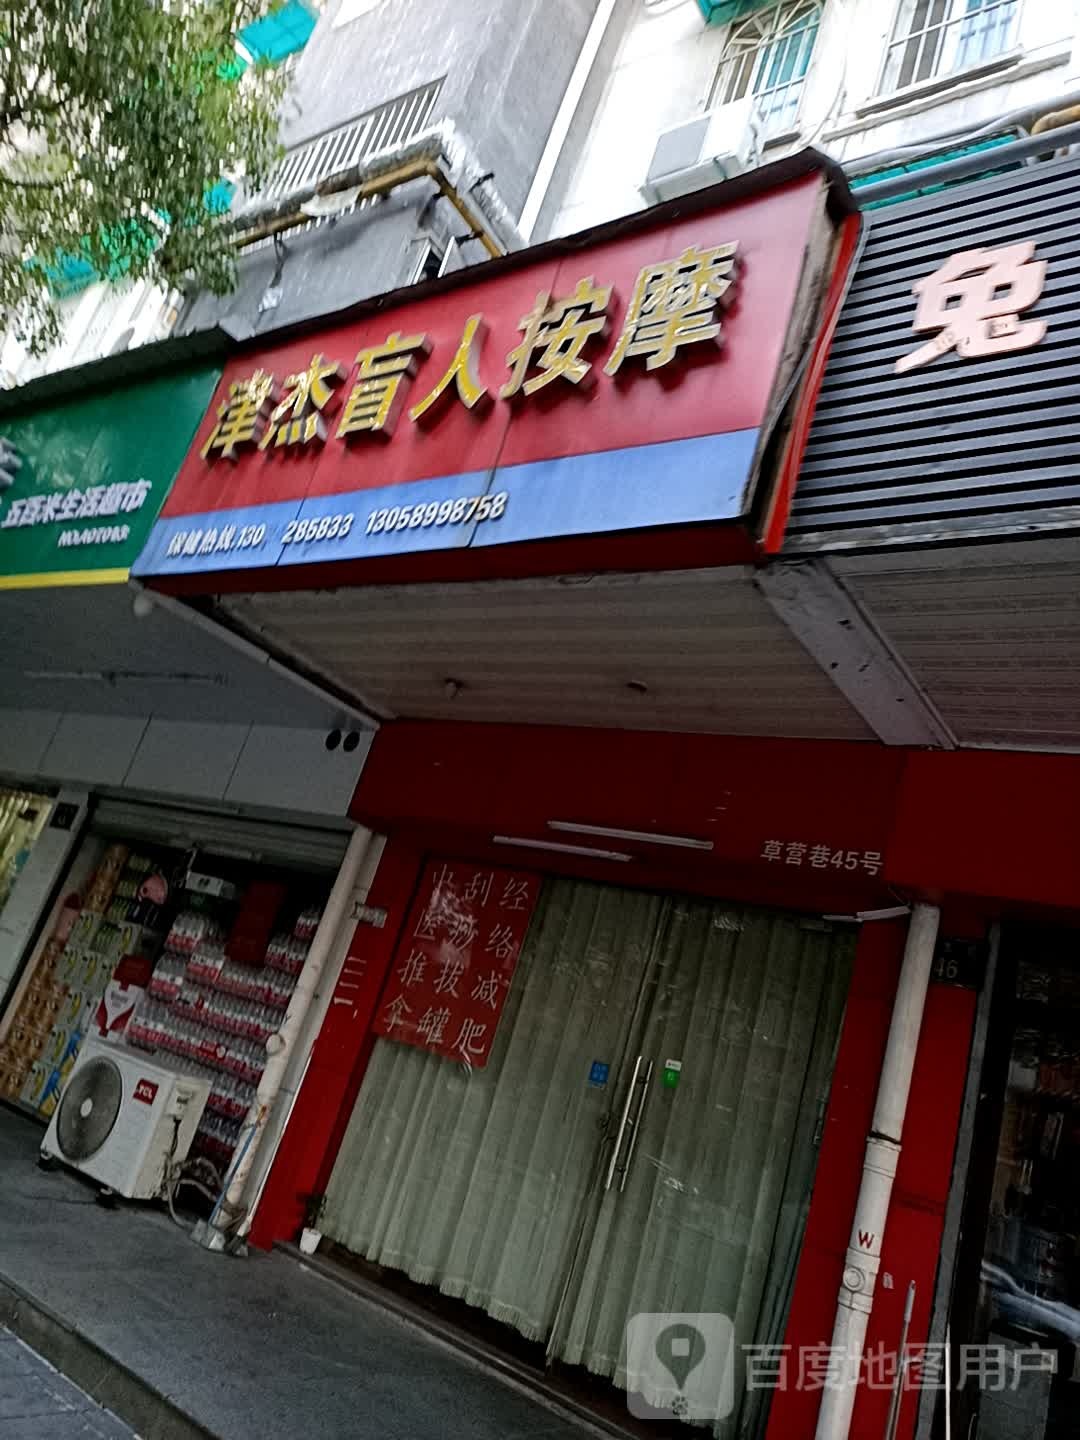 津杰盲人按摩
保健热线:130 285833 13058998758
五百米生活超市
兔
草营巷45号
46
经络减肥
刮痧拔罐
中医推拿
TCL
W
百度地图用户